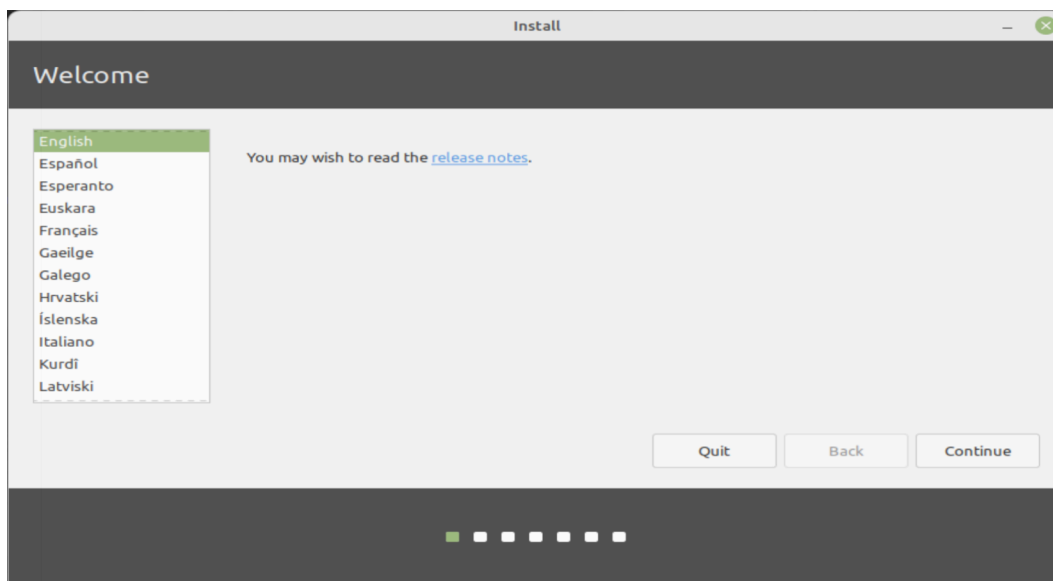 Install
Welcome
English
Español
Esperanto
Euskara
Français
Gaeilge
Galego
Hrvatski
Íslenska
Italiano
Kurdî
Latviski
You may wish to read the release notes.
Quit
Back
Continue